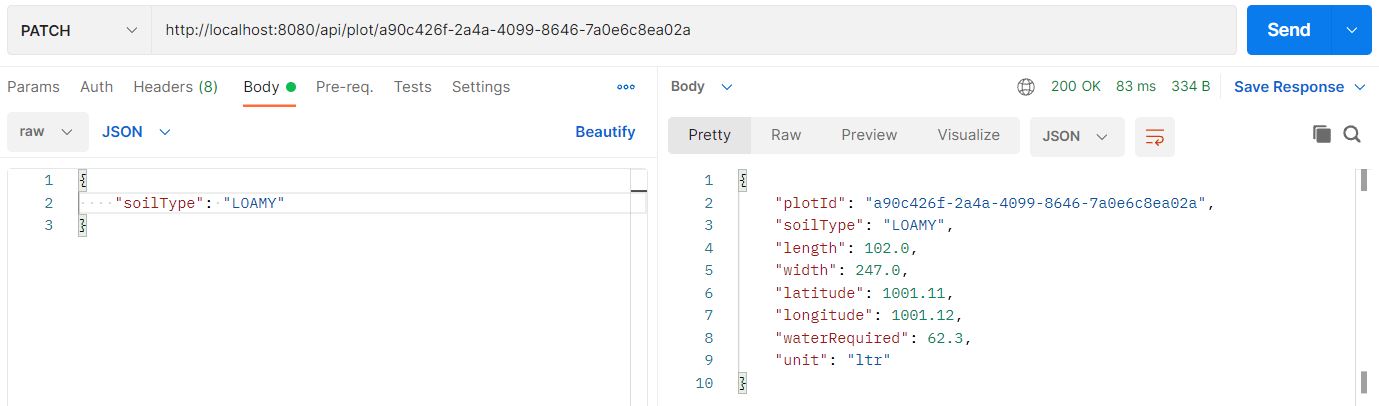 PATCH http://localhost:8080/api/plot/a90c426f-2a4a-4099-8646-7a0e6c8ea02a Send
Params Auth Headers (8) Body Pre-req. Tests Settings
raw JSON Beautify
1 {
2 "soilType": "LOAMY"
3 }
Body 200 OK 83 ms 334 B Save Response
Pretty Raw Preview Visualize JSON
1 {
2 "plotId": "a90c426f-2a4a-4099-8646-7a0e6c8ea02a",
3 "soilType": "LOAMY",
4 "length": 102.0,
5 "width": 247.0,
6 "latitude": 1001.11,
7 "longitude": 1001.12,
8 "waterRequired": 62.3,
9 "unit": "ltr"
10 }